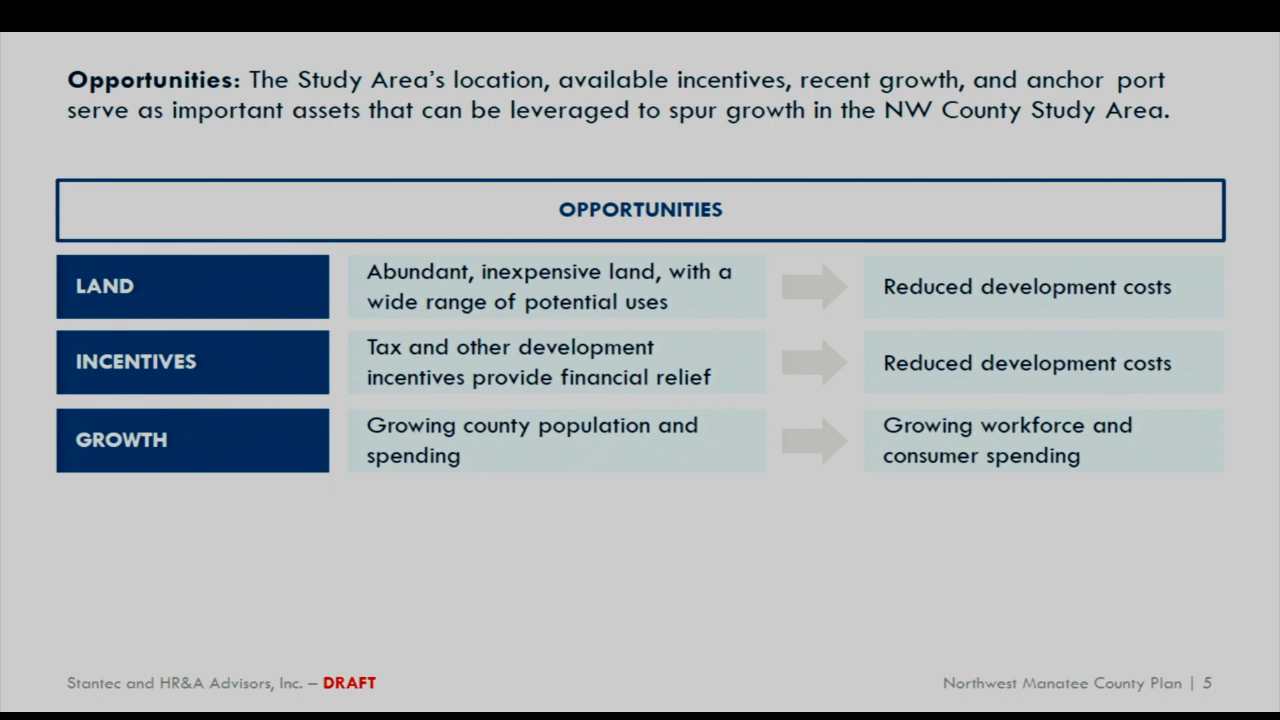 Opportunities: The Study Area's location, available incentives, recent growth, and anchor port
serve as important assets that can be leveraged to spur growth in the NW County Study Area.
OPPORTUNITIES
LAND
Abundant, inexpensive land, with a
wide range of potential uses
Reduced development costs
INCENTIVES
Tax and other development
incentives provide financial relief
Reduced development costs
GROWTH
Growing county population and
spending
Growing workforce and
consumer spending
Stantec and HR&A Advisors, Inc. – DRAFT
Northwest Manatee County Plan | 5